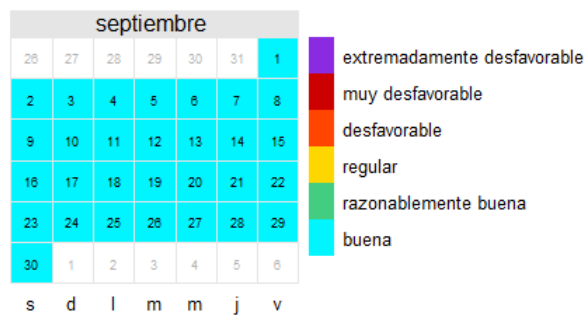 septiembre
26 27 28 29 30 31 1
2 3 4 5 6 7 8
9 10 11 12 13 14 15
16 17 18 19 20 21 22
23 24 25 26 27 28 29
30 1 2 3 4 5 6
s d l m m j v
extremadamente desfavorable
muy desfavorable
desfavorable
regular
razonablemente buena
buena